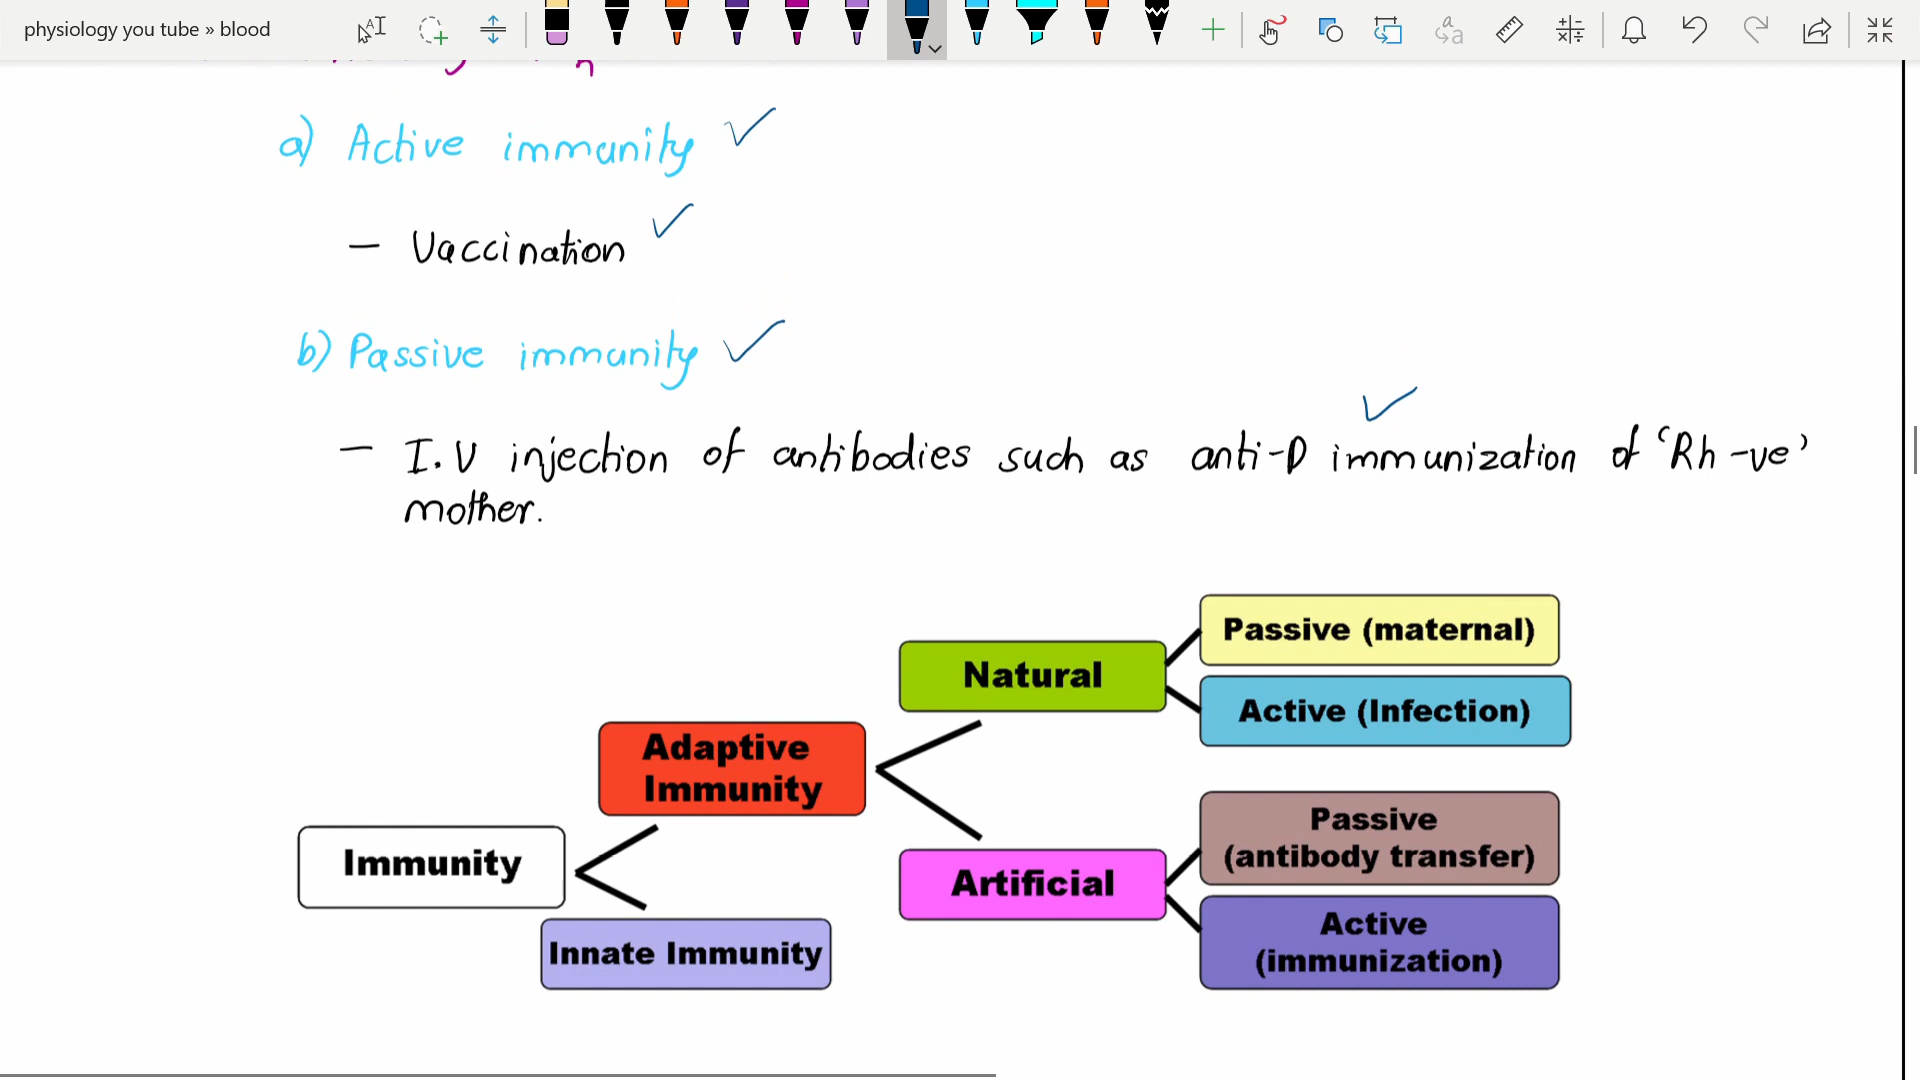 physiology you tube » blood
a) Active immunity
- Vaccination
b) Passive immunity
- I.V injection of antibodies such as anti-D immunization of 'Rh -ve'
mother.
Passive (maternal)
Natural
Active (Infection)
Adaptive
Immunity
Passive
(antibody transfer)
Immunity
Artificial
Active
(immunization)
Innate Immunity